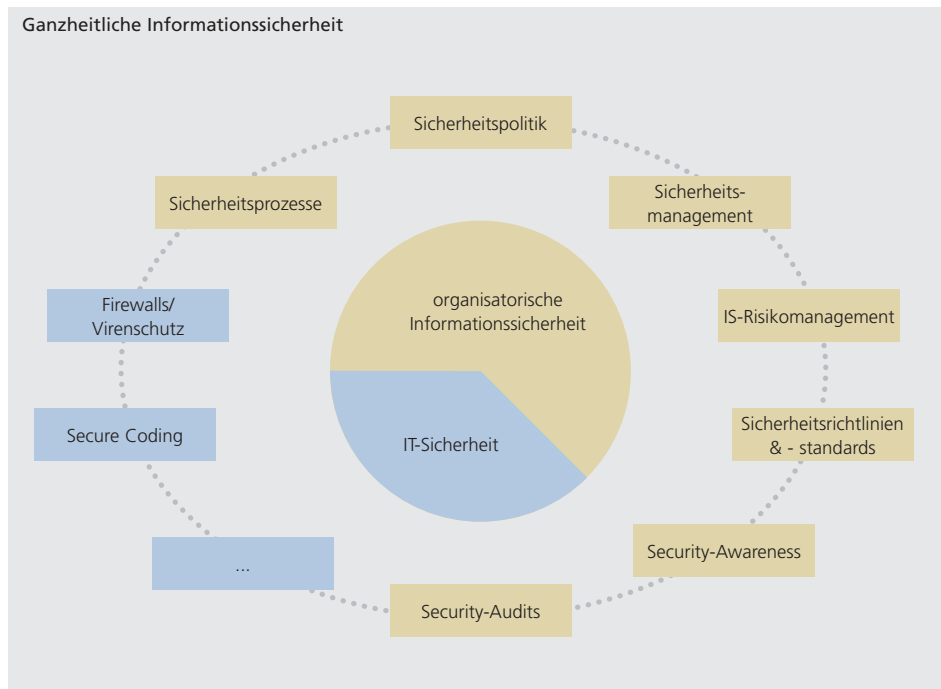 Ganzheitliche Informationssicherheit
Sicherheitspolitik
Sicherheitsprozesse
Sicherheits-
management
Firewalls/
Virenschutz
organisatorische
Informationssicherheit
IS-Risikomanagement
Secure Coding
IT-Sicherheit
Sicherheitsrichtlinien
& - standards
...
Security-Awareness
Security-Audits